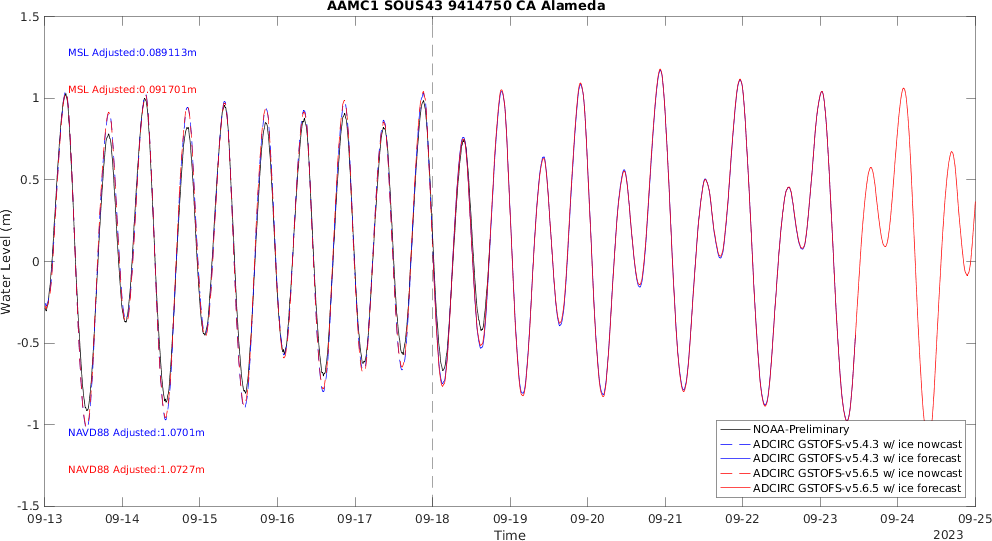 AAMC1 SOUS43 9414750 CA Alameda
1.5
1
0.5
0
-0.5
-1
-1.5
Water Level (m)
MSL Adjusted:0.089113m
MSL Adjusted:0.091701m
NAVD88 Adjusted:1.0701m
NAVD88 Adjusted:1.0727m
NOAA-Preliminary
ADCIRC GSTOFS-v5.4.3 w/ ice nowcast
ADCIRC GSTOFS-v5.4.3 w/ ice forecast
ADCIRC GSTOFS-v5.6.5 w/ ice nowcast
ADCIRC GSTOFS-v5.6.5 w/ ice forecast
09-13 09-14 09-15 09-16 09-17 09-18 09-19 09-20 09-21 09-22 09-23 09-24 09-25
Time
2023